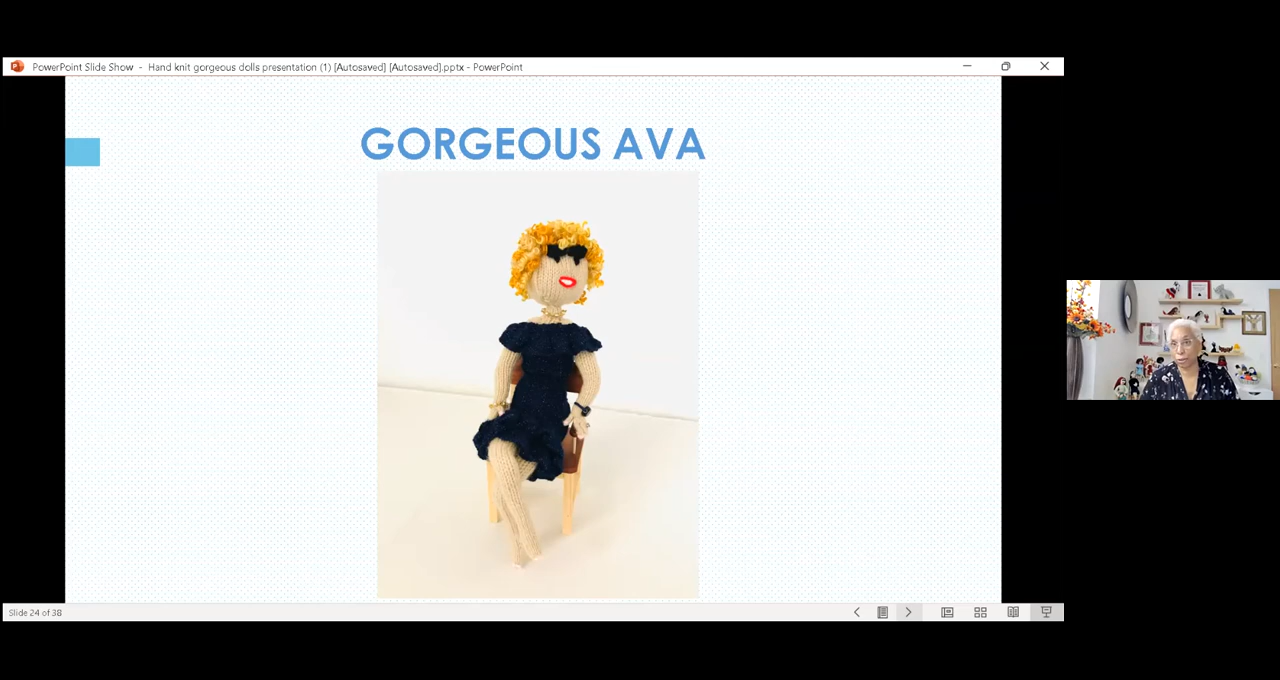 PowerPoint Slide Show - Hand knit gorgeous dolls presentation (1) [Autosaved] [Autosaved].pptx - PowerPoint
GORGEOUS AVA
Slide 24 of 38